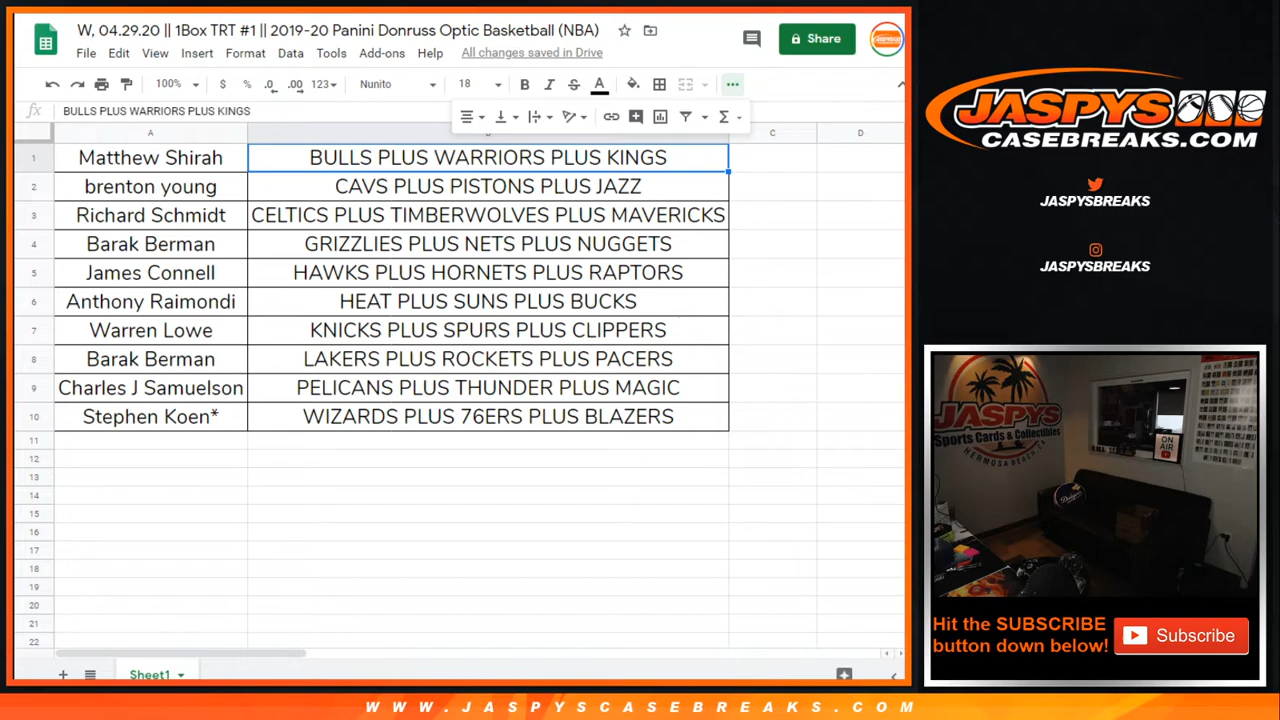 W, 04.29.20 || 1Box TRT #1 || 2019-20 Panini Donruss Optic Basketball (NBA)
File Edit View Insert Format Data Tools Add-ons Help All changes saved in Drive
Share
100% $ % .0 .00 123 Nunito 18 B I S A
fx BULLS PLUS WARRIORS PLUS KINGS
A C D
1 Matthew Shirah BULLS PLUS WARRIORS PLUS KINGS
2 brenton young CAVS PLUS PISTONS PLUS JAZZ
3 Richard Schmidt CELTICS PLUS TIMBERWOLVES PLUS MAVERICKS
4 Barak Berman GRIZZLIES PLUS NETS PLUS NUGGETS
5 James Connell HAWKS PLUS HORNETS PLUS RAPTORS
6 Anthony Raimondi HEAT PLUS SUNS PLUS BUCKS
7 Warren Lowe KNICKS PLUS SPURS PLUS CLIPPERS
8 Barak Berman LAKERS PLUS ROCKETS PLUS PACERS
9 Charles J Samuelson PELICANS PLUS THUNDER PLUS MAGIC
10 Stephen Koen* WIZARDS PLUS 76ERS PLUS BLAZERS
11
12
13
14
15
16
17
18
19
20
21
22
Sheet1
JASPYS
CASEBREAKS.COM
JASPYSBREAKS
JASPYSBREAKS
JASPYS
Sports Cards & Collectibles
HERMOSA BEACH, CA
ON AIR
Dodgers
Hit the SUBSCRIBE
button down below!
Subscribe
WWW.JASPYSCASEBREAKS.COM